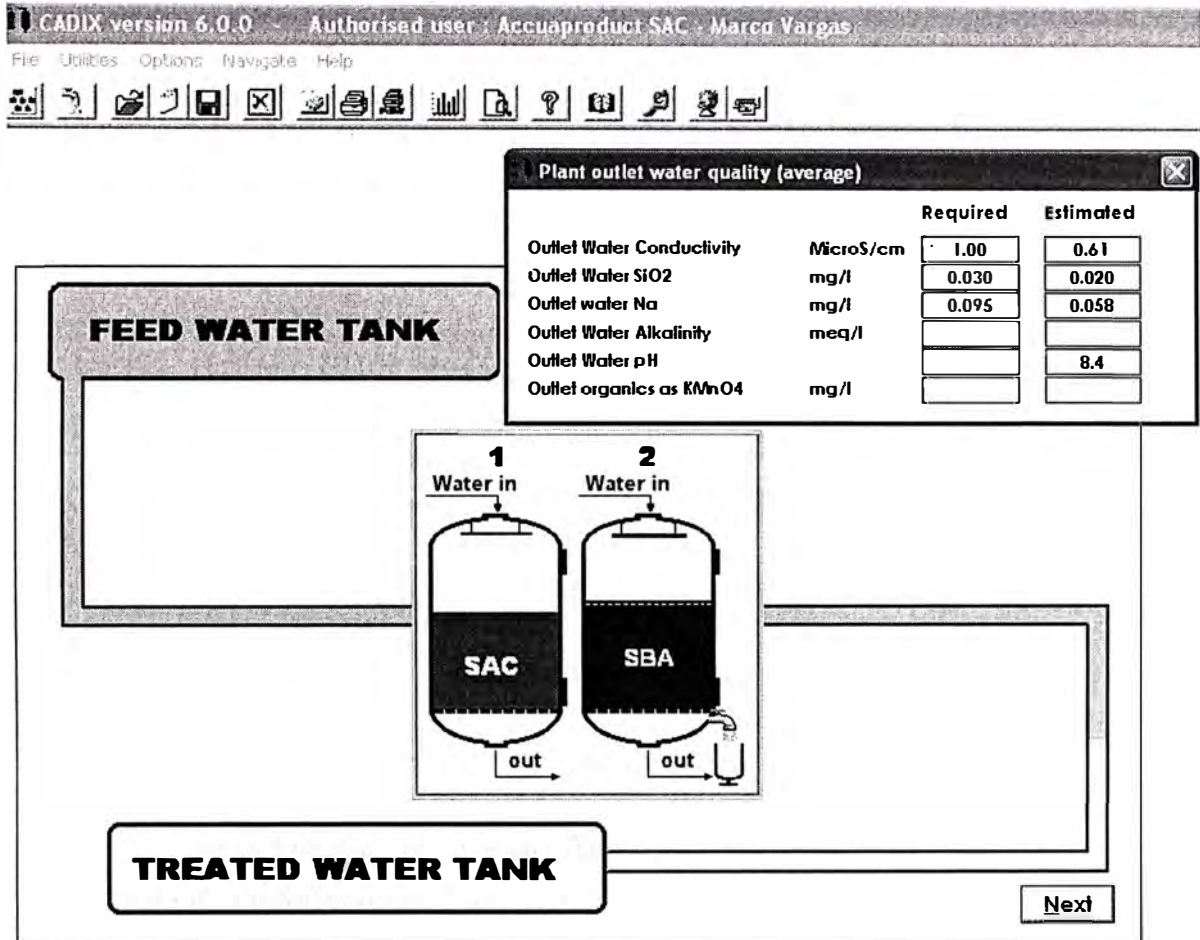 CADIX version 6.0.0 - Authorised user : Accuaproduct SAC - Marco Vargas
File Utilities Options Navigate Help
Plant outlet water quality (average)
Required Estimated
Outlet Water Conductivity MicroS/cm 1.00 0.61
Outlet Water SiO2 mg/l 0.030 0.020
Outlet water Na mg/l 0.095 0.058
Outlet Water Alkalinity meq/l
Outlet Water pH 8.4
Outlet organics as KMnO4 mg/l
FEED WATER TANK
1 2
Water in Water in
SAC SBA
out out
TREATED WATER TANK
Next